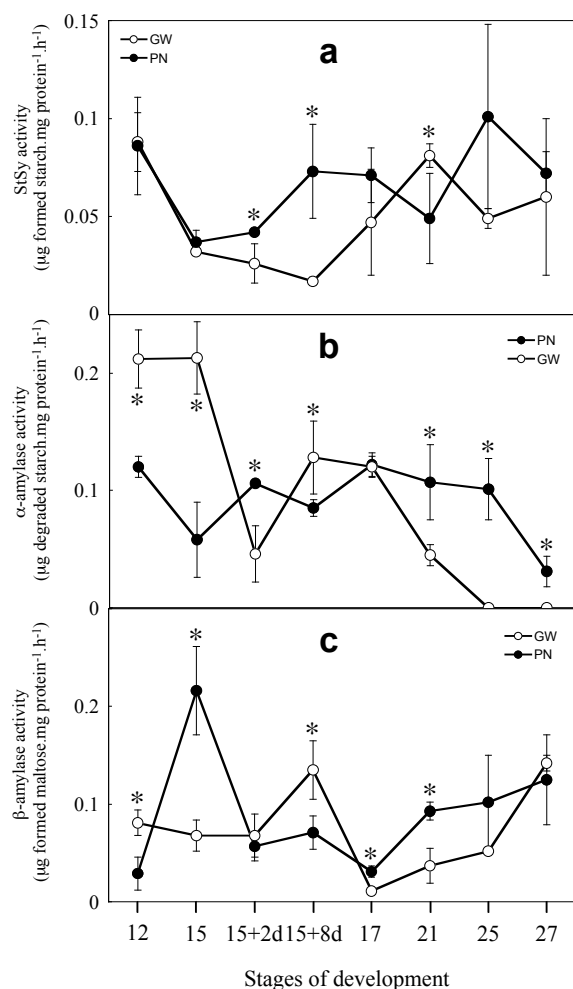 0.15
GW
PN
a
StSy activity
(µg formed starch.mg protein⁻¹.h⁻¹)
*
*
*
0.1
0.05
0
PN
GW
b
α-amylase activity
(µg degraded starch.mg protein⁻¹.h⁻¹)
*
*
*
*
*
*
*
0.2
0.1
0
GW
PN
c
β-amylase activity
(µg formed maltose.mg protein⁻¹.h⁻¹)
*
*
*
*
*
0.2
0.1
0
12 15 15+2d 15+8d 17 21 25 27
Stages of development